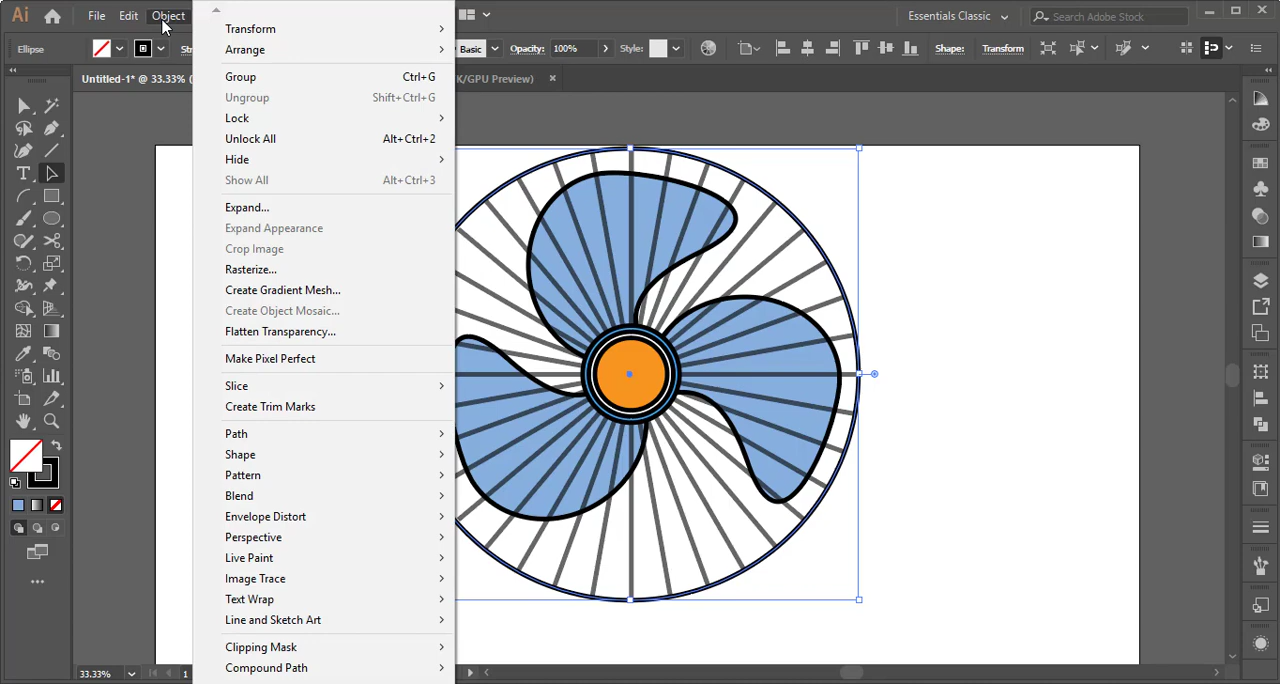 Ai File Edit Object Essentials Classic Search Adobe Stock
Ellipse Basic Opacity: 100% Style: Shape: Transform
Untitled-1* @ 33.33% K/GPU Preview)
Transform
Arrange
Group Ctrl+G
Ungroup Shift+Ctrl+G
Lock
Unlock All Alt+Ctrl+2
Hide
Show All Alt+Ctrl+3
Expand...
Expand Appearance
Crop Image
Rasterize...
Create Gradient Mesh...
Create Object Mosaic...
Flatten Transparency...
Make Pixel Perfect
Slice
Create Trim Marks
Path
Shape
Pattern
Blend
Envelope Distort
Perspective
Live Paint
Image Trace
Text Wrap
Line and Sketch Art
Clipping Mask
Compound Path
33.33% 1